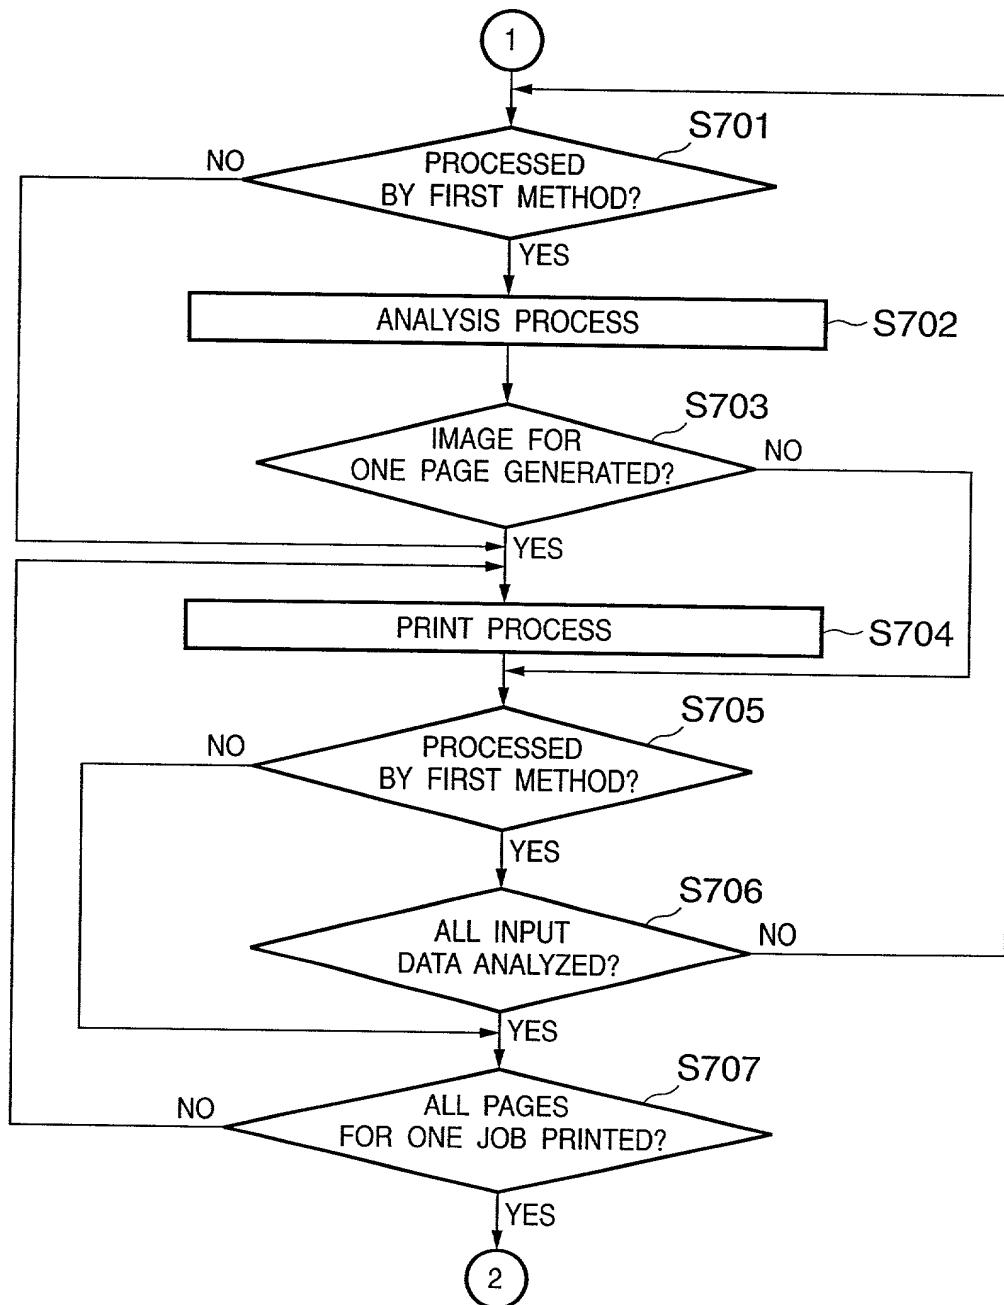 1
S701
NO
PROCESSED
BY FIRST METHOD?
YES
ANALYSIS PROCESS
S702
S703
IMAGE FOR
ONE PAGE GENERATED?
NO
YES
PRINT PROCESS
S704
S705
NO
PROCESSED
BY FIRST METHOD?
YES
S706
ALL INPUT
DATA ANALYZED?
NO
YES
S707
NO
ALL PAGES
FOR ONE JOB PRINTED?
YES
2